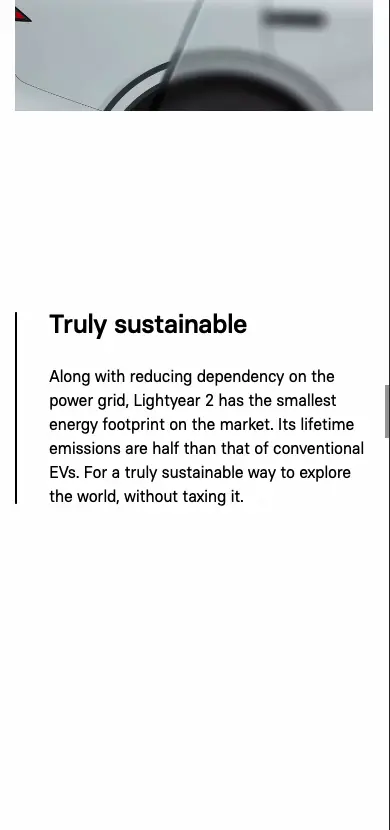 Truly sustainable
Along with reducing dependency on the
power grid, Lightyear 2 has the smallest
energy footprint on the market. Its lifetime
emissions are half than that of conventional
EVs. For a truly sustainable way to explore
the world, without taxing it.